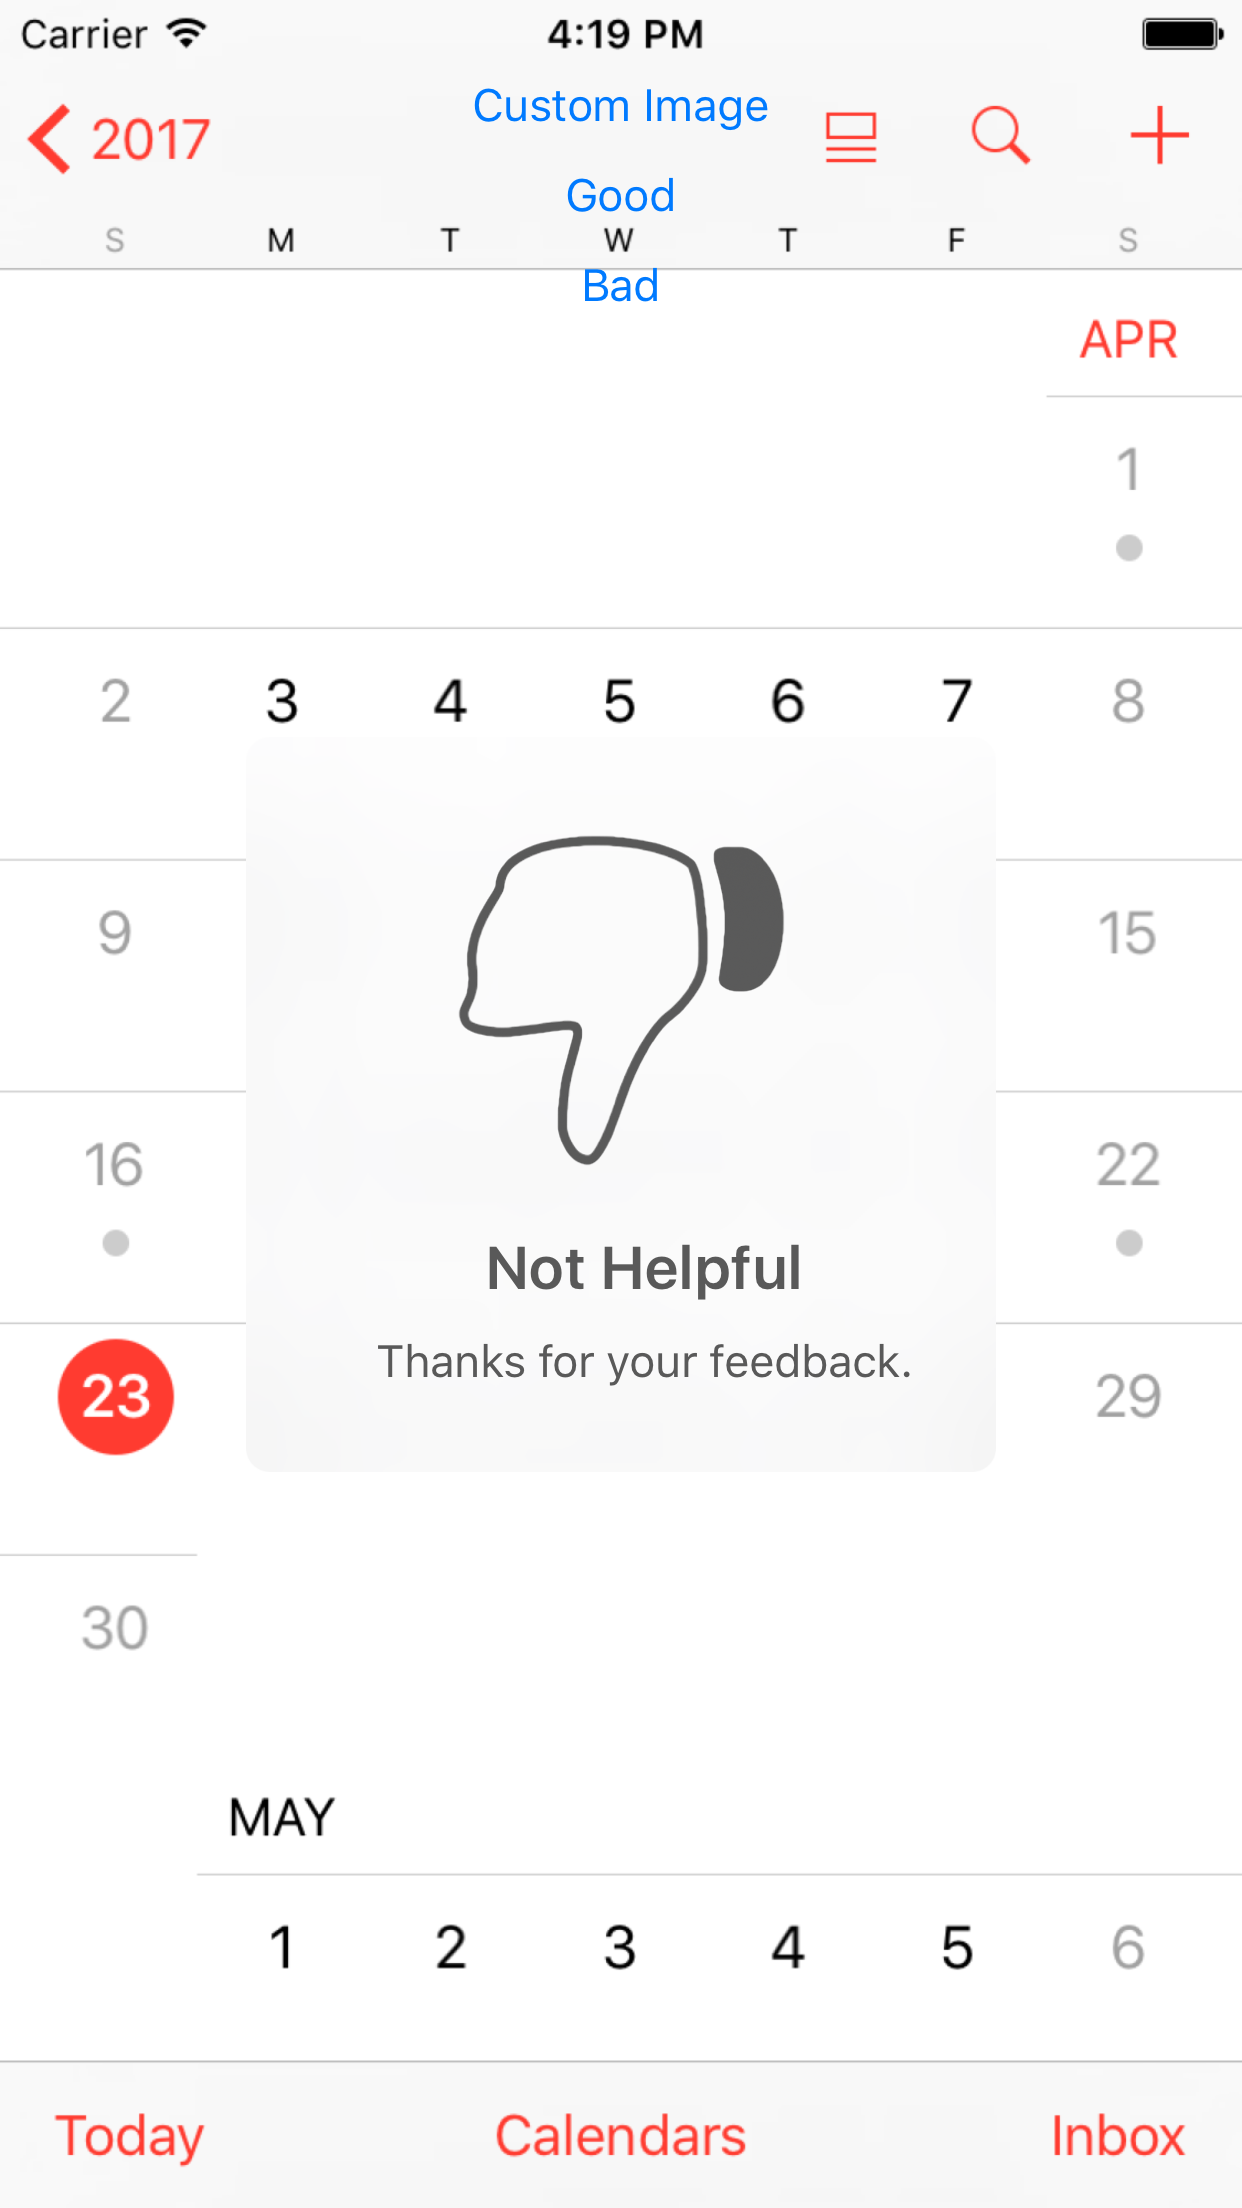 Carrier 4:19 PM
Custom Image
2017
Good
S M T W T F S
Bad
APR
1
2 3 4 5 6 7 8
9 15
16 22
Not Helpful
Thanks for your feedback.
23 29
30
MAY
1 2 3 4 5 6
Today Calendars Inbox